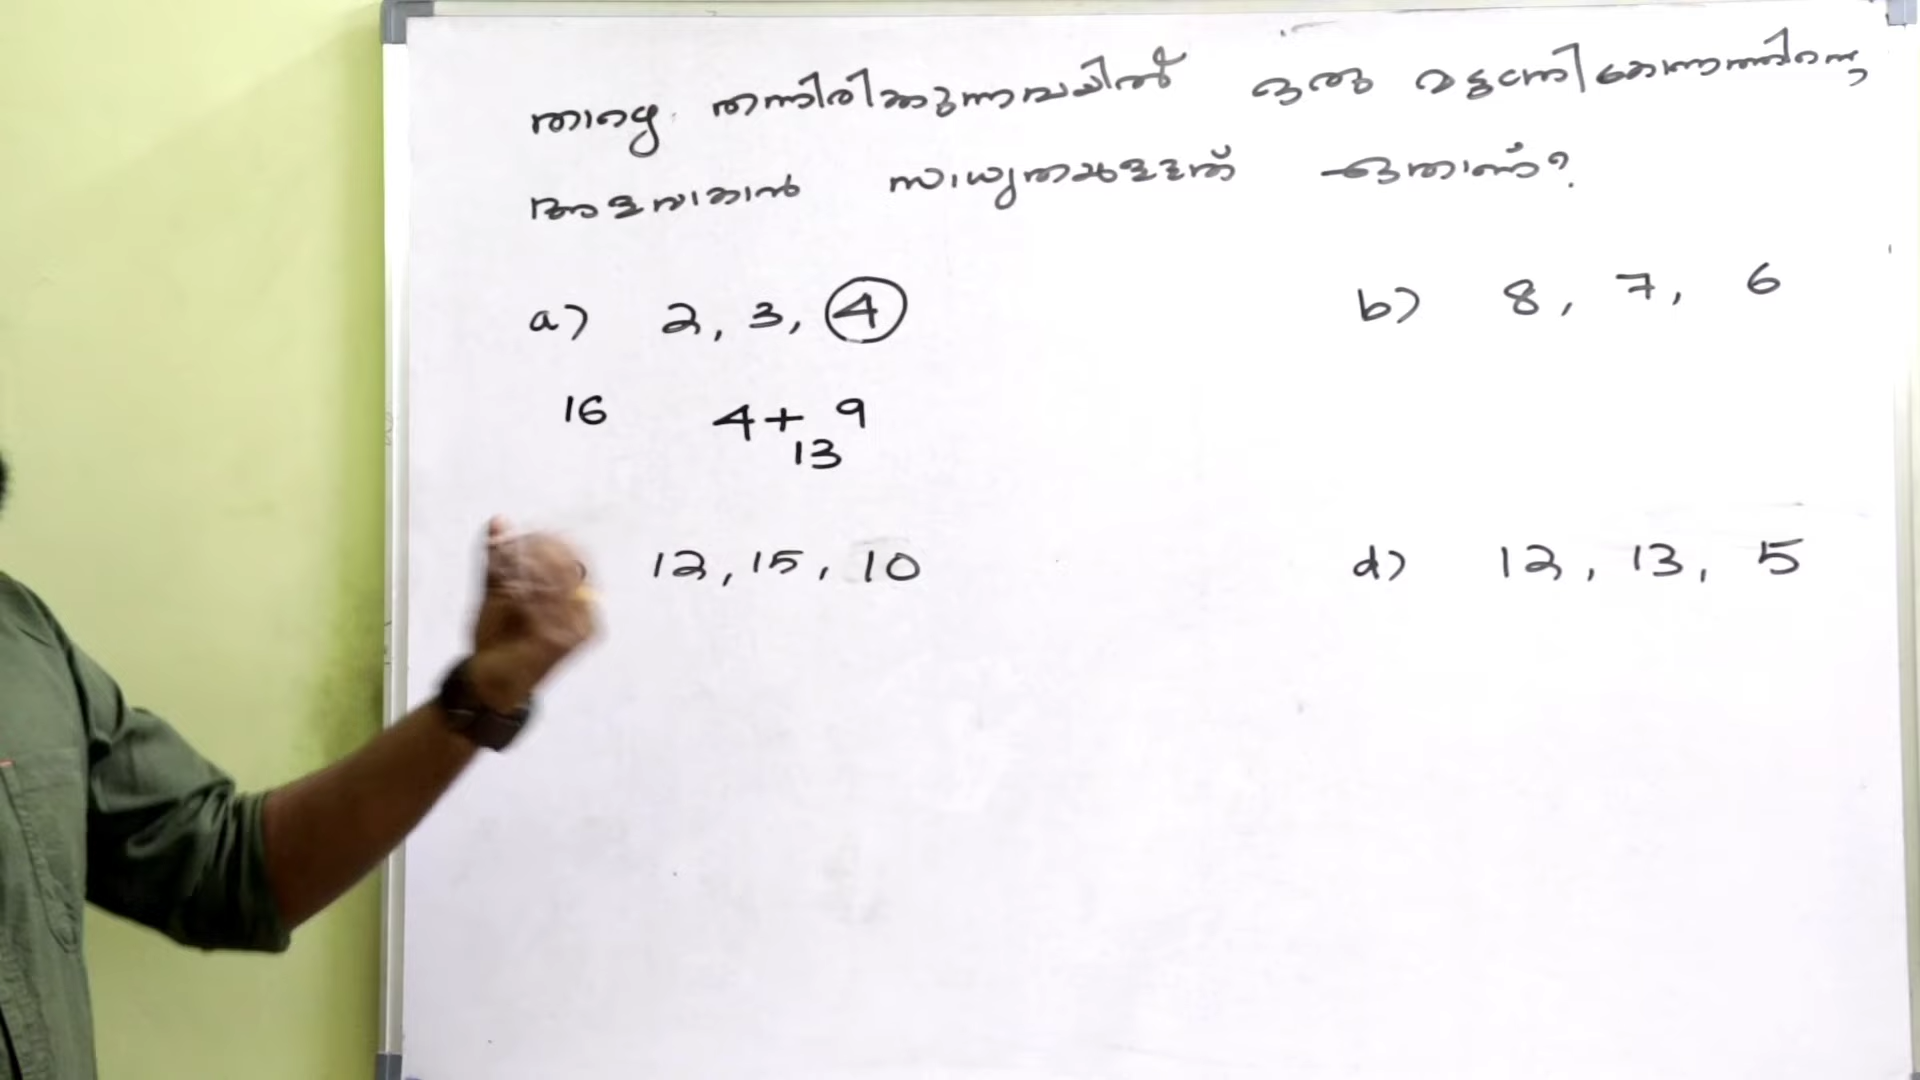 താഴെ തന്നിരിക്കുന്നവയിൽ ഒരു മട്ടത്രികോണത്തിന്റെ
അളവാകാൻ സാധ്യതയുള്ളത് ഏതാണ്?
a) 2, 3, 4 b) 8, 7, 6
16 4+ 9
13
12, 15, 10 d) 12, 13, 5